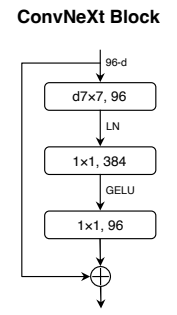 ConvNeXt Block
96-d
d7×7, 96
LN
1×1, 384
GELU
1×1, 96